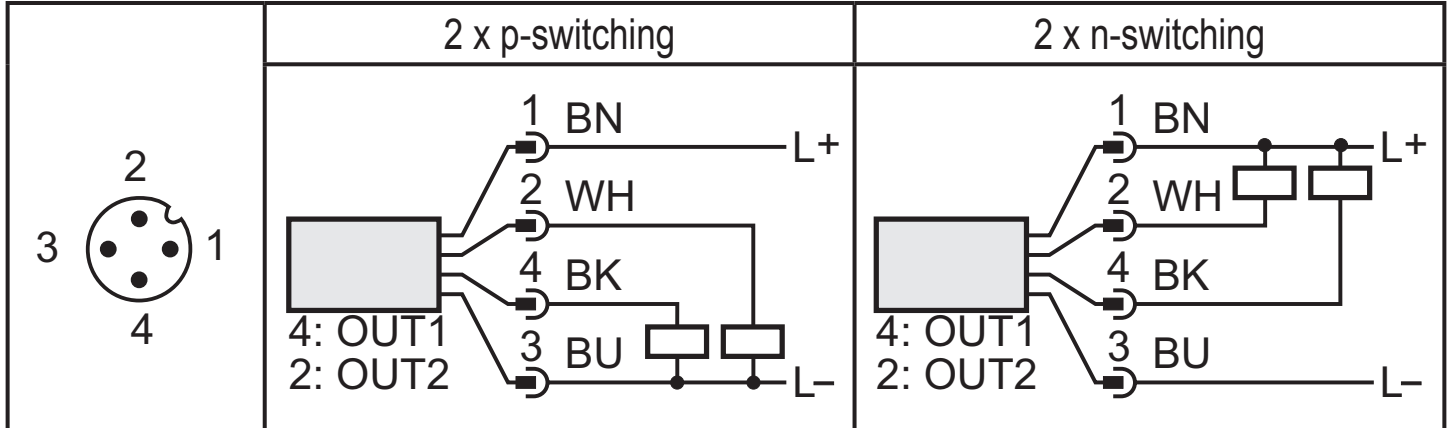 2 x p-switching
2 x n-switching
2
3
1
4
1 BN
L+
2 WH
4 BK
3 BU
L–
4: OUT1
2: OUT2
1 BN
L+
2 WH
4 BK
3 BU
L–
4: OUT1
2: OUT2